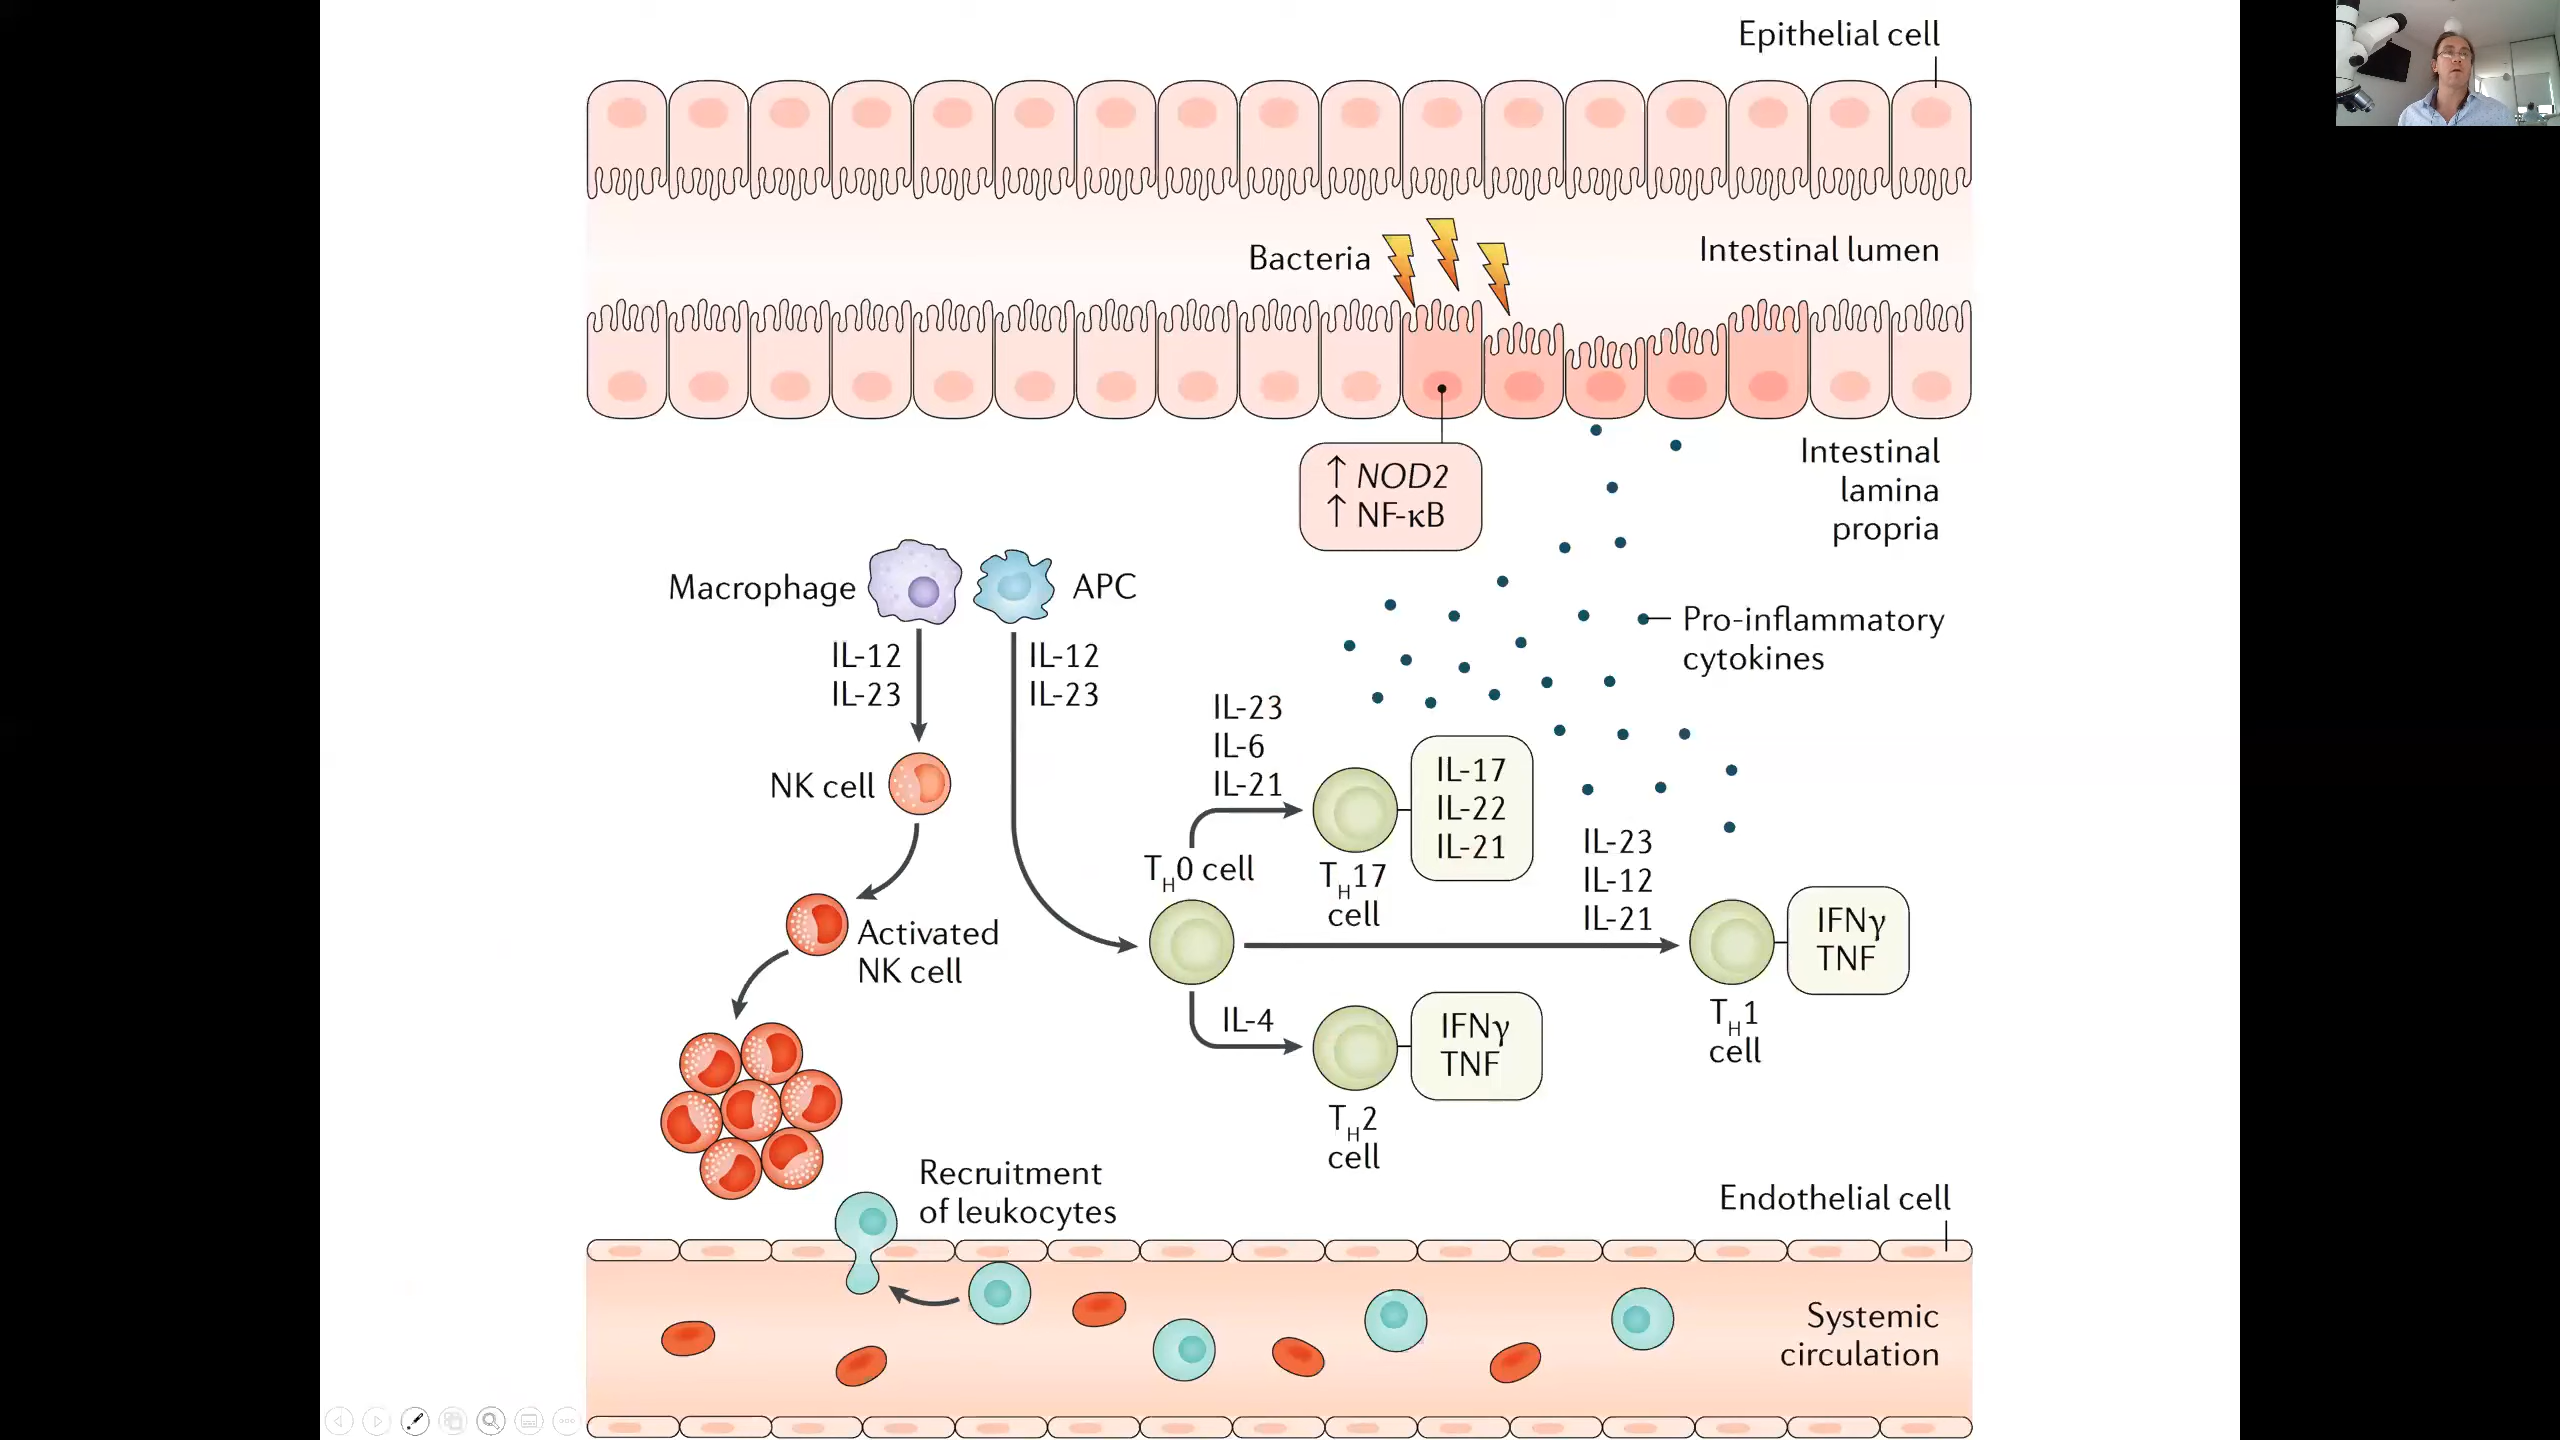 Epithelial cell
Bacteria
Intestinal lumen
↑ NOD2
↑ NF-κB
Intestinal
lamina
propria
Macrophage
APC
IL-12
IL-23
IL-12
IL-23
Pro-inflammatory
cytokines
NK cell
IL-23
IL-6
IL-21
IL-17
IL-22
IL-21
TH0 cell
TH17
cell
IL-23
IL-12
IL-21
Activated
NK cell
IFNγ
TNF
TH1
cell
IL-4
IFNγ
TNF
TH2
cell
Recruitment
of leukocytes
Endothelial cell
Systemic
circulation